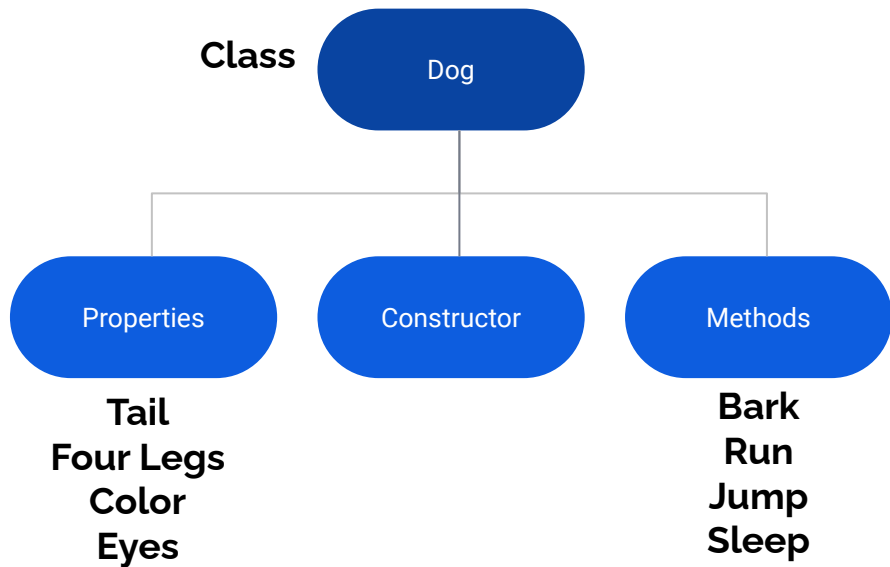 Class
Dog
Properties
Constructor
Methods
Tail
Four Legs
Color
Eyes
Bark
Run
Jump
Sleep